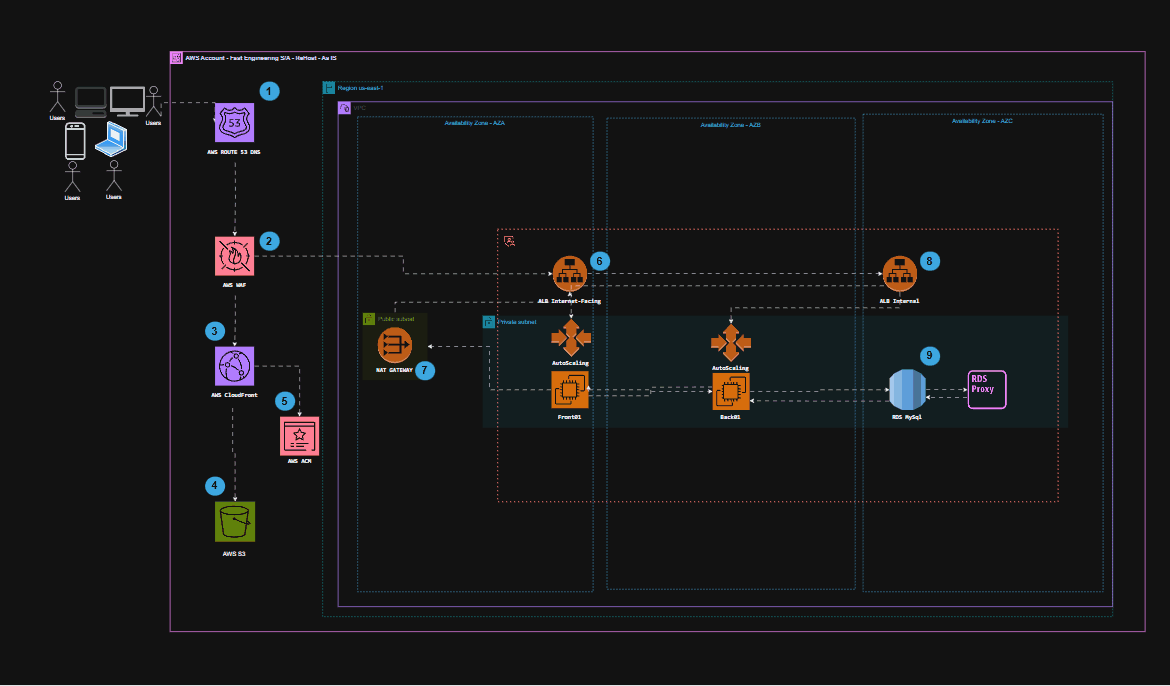 AWS Account - Fast Engineering S/A - ReHost - As IS
Region us-east-1
VPC
Availability Zone - AZA
Availability Zone - AZB
Availability Zone - AZC
Users
Users
Users
Users
1
53
AWS ROUTE 53 DNS
2
AWS WAF
3
AWS CloudFront
5
AWS ACM
4
AWS S3
6
ALB Internet-Facing
8
ALB Internal
Public subnet
NAT GATEWAY
7
Private subnet
AutoScaling
Front01
AutoScaling
Back01
9
RDS MySql
RDS
Proxy